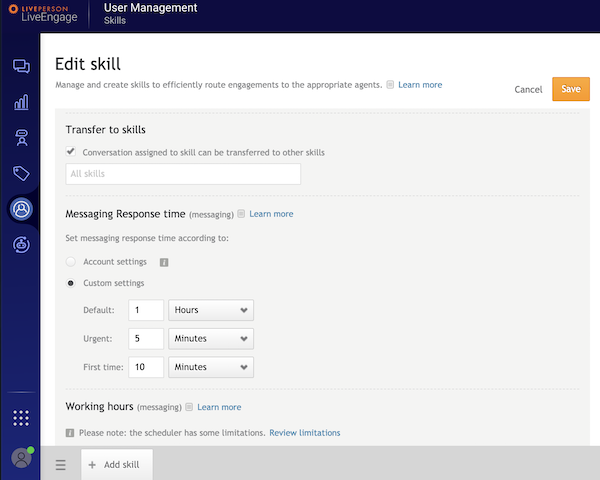 LIVEPERSON
LiveEngage
User Management
Skills
Edit skill
Manage and create skills to efficiently route engagements to the appropriate agents. Learn more
Cancel
Save
Transfer to skills
Conversation assigned to skill can be transferred to other skills
All skills
Messaging Response time (messaging) Learn more
Set messaging response time according to:
Account settings i
Custom settings
Default: 1 Hours
Urgent: 5 Minutes
First time: 10 Minutes
Working hours (messaging) Learn more
i Please note: the scheduler has some limitations. Review limitations
+ Add skill